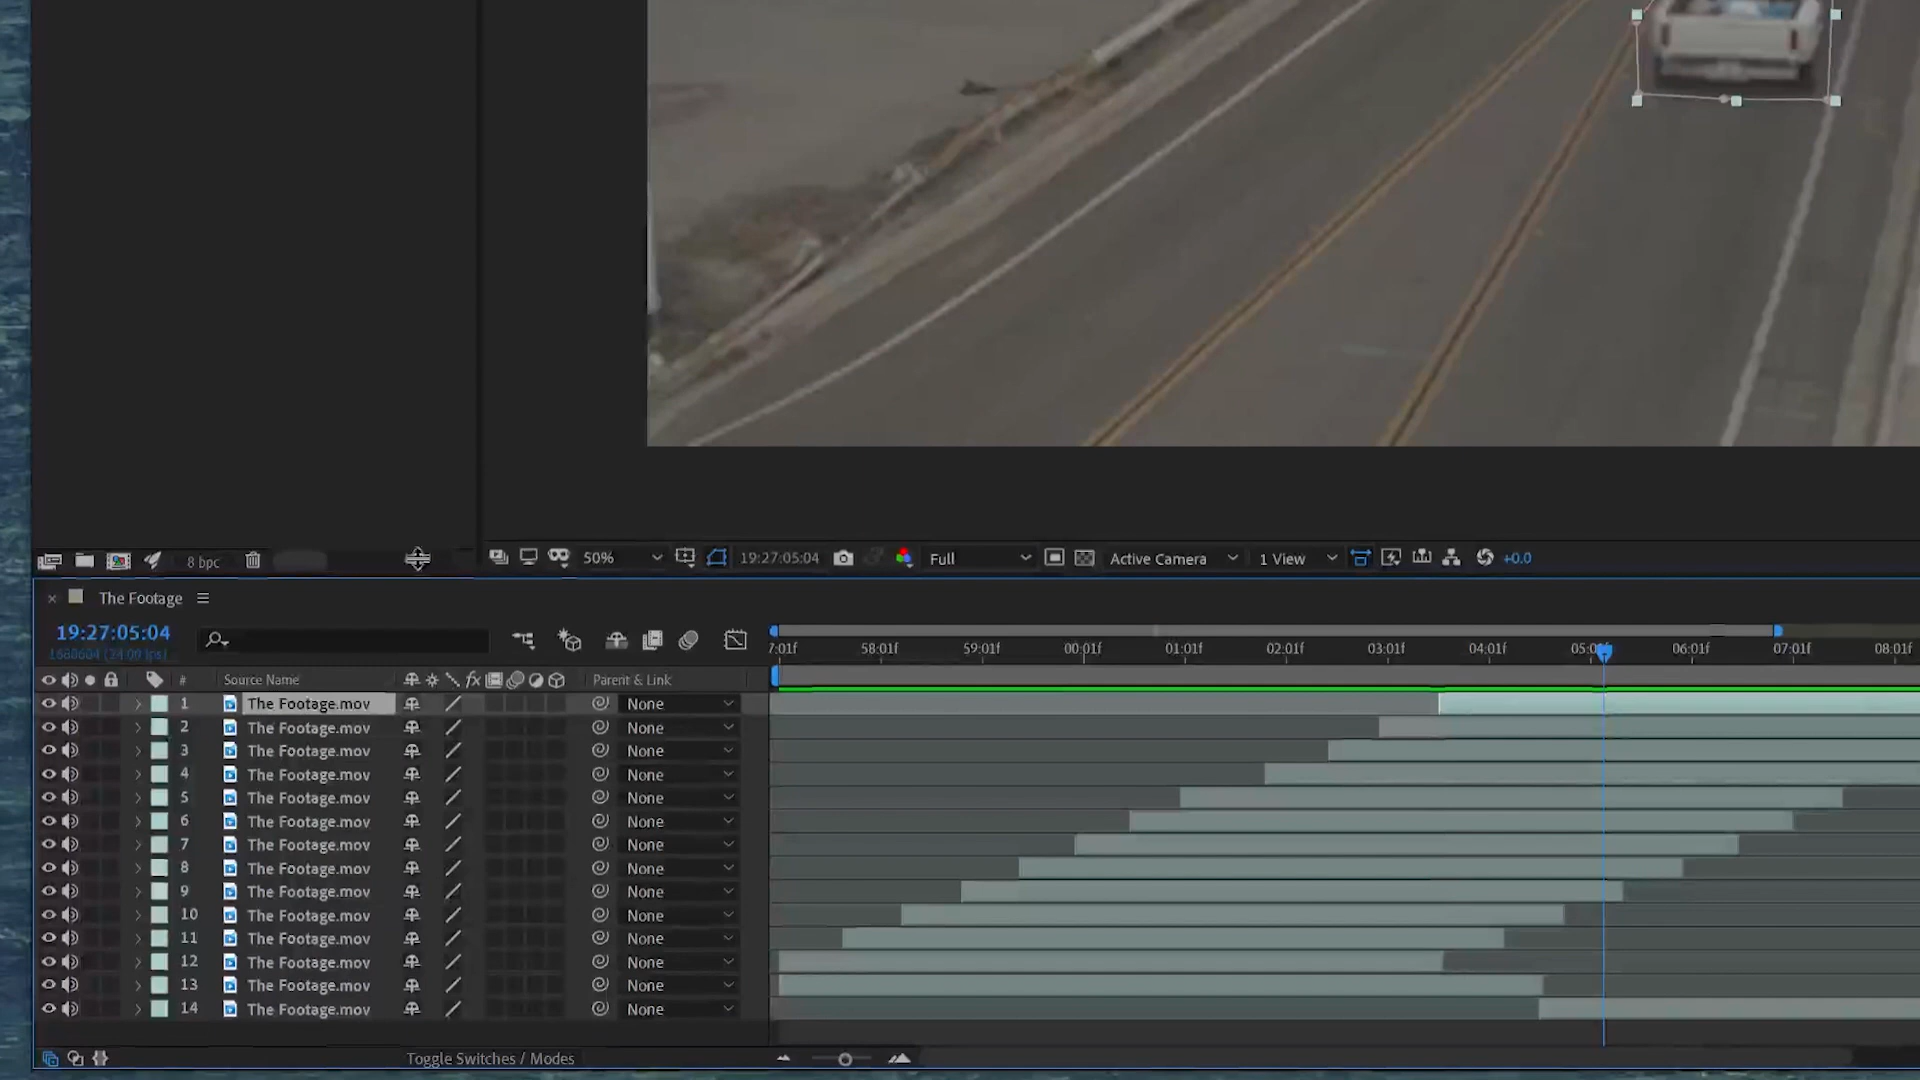 8 bpc
50%
19:27:05:04
Full
Active Camera
1 View
+0.0
The Footage
19:27:05:04
1680604 (24.00 fps)
7:01f 58:01f 59:01f 00:01f 01:01f 02:01f 03:01f 04:01f 06:01f 07:01f 08:01f
# Source Name fx Parent & Link
1 The Footage.mov None
2 The Footage.mov None
3 The Footage.mov None
4 The Footage.mov None
5 The Footage.mov None
6 The Footage.mov None
7 The Footage.mov None
8 The Footage.mov None
9 The Footage.mov None
10 The Footage.mov None
11 The Footage.mov None
12 The Footage.mov None
13 The Footage.mov None
14 The Footage.mov None
Toggle Switches / Modes